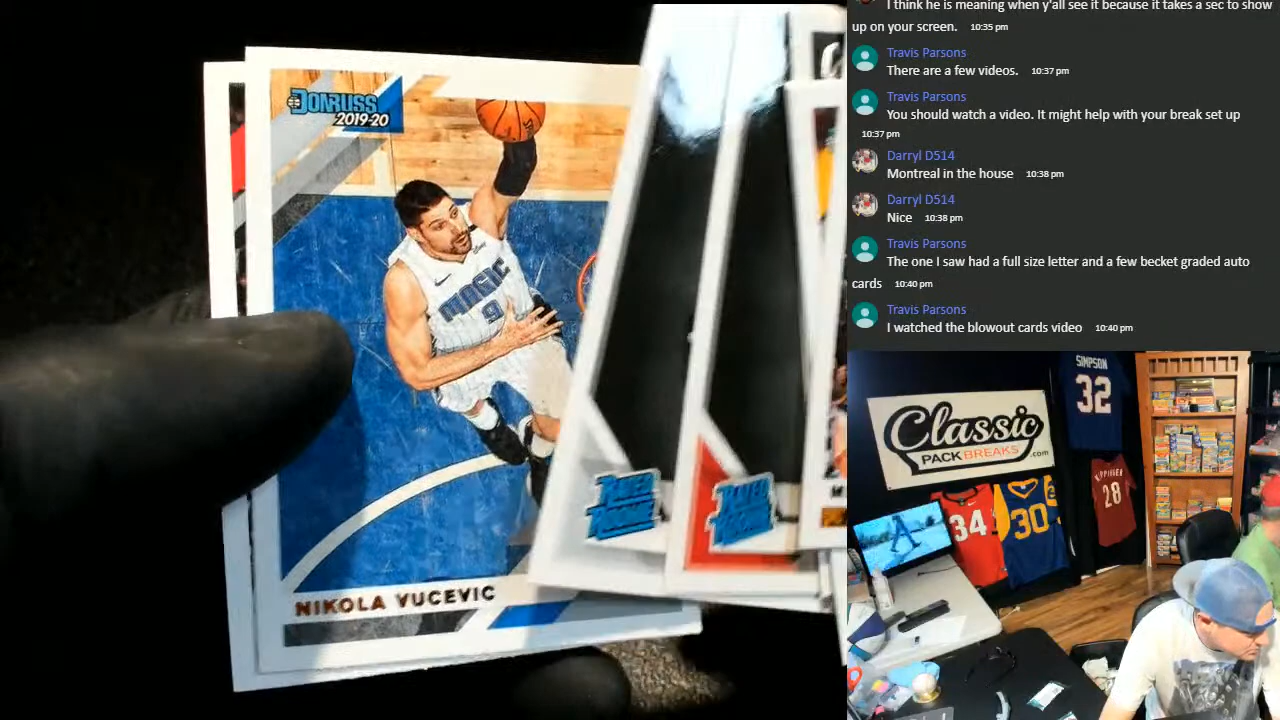 DONRUSS
2019-20
MAGIC
9
NIKOLA VUCEVIC
I think he is meaning when y'all see it because it takes a sec to show
up on your screen. 10:35 pm
Travis Parsons
There are a few videos. 10:37 pm
Travis Parsons
You should watch a video. It might help with your break set up
10:37 pm
Darryl D514
Montreal in the house 10:38 pm
Darryl D514
Nice 10:38 pm
Travis Parsons
The one I saw had a full size letter and a few becket graded auto
cards 10:40 pm
Travis Parsons
I watched the blowout cards video 10:40 pm
SIMPSON
32
Classic
PACKBREAKS.com
34
30
28